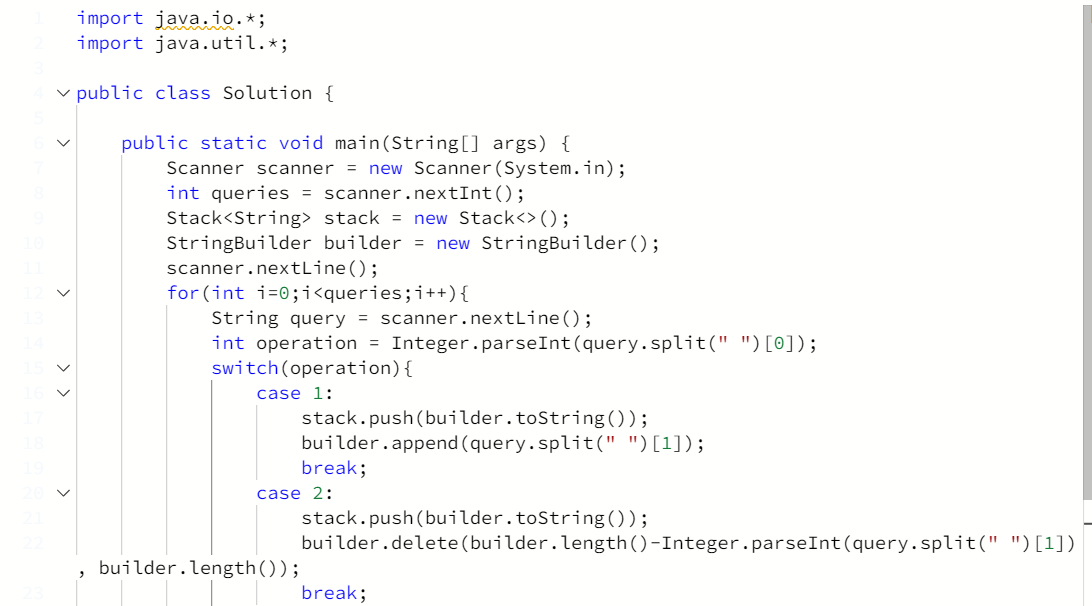 1 import java.io.*;
2 import java.util.*;
3
4 public class Solution {
5
6 public static void main(String[] args) {
7 Scanner scanner = new Scanner(System.in);
8 int queries = scanner.nextInt();
9 Stack<String> stack = new Stack<>();
10 StringBuilder builder = new StringBuilder();
11 scanner.nextLine();
12 for(int i=0;i<queries;i++){
13 String query = scanner.nextLine();
14 int operation = Integer.parseInt(query.split(" ")[0]);
15 switch(operation){
16 case 1:
17 stack.push(builder.toString());
18 builder.append(query.split(" ")[1]);
19 break;
20 case 2:
21 stack.push(builder.toString());
22 builder.delete(builder.length()-Integer.parseInt(query.split(" ")[1])
, builder.length());
23 break;